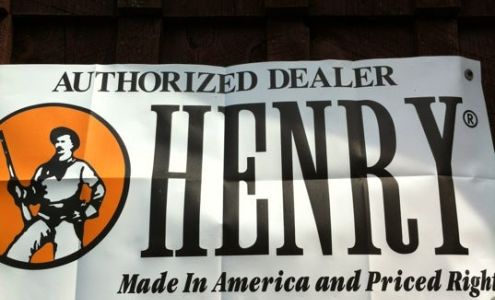 AUTHORIZED DEALER
HENRY®
Made In America and Priced Right